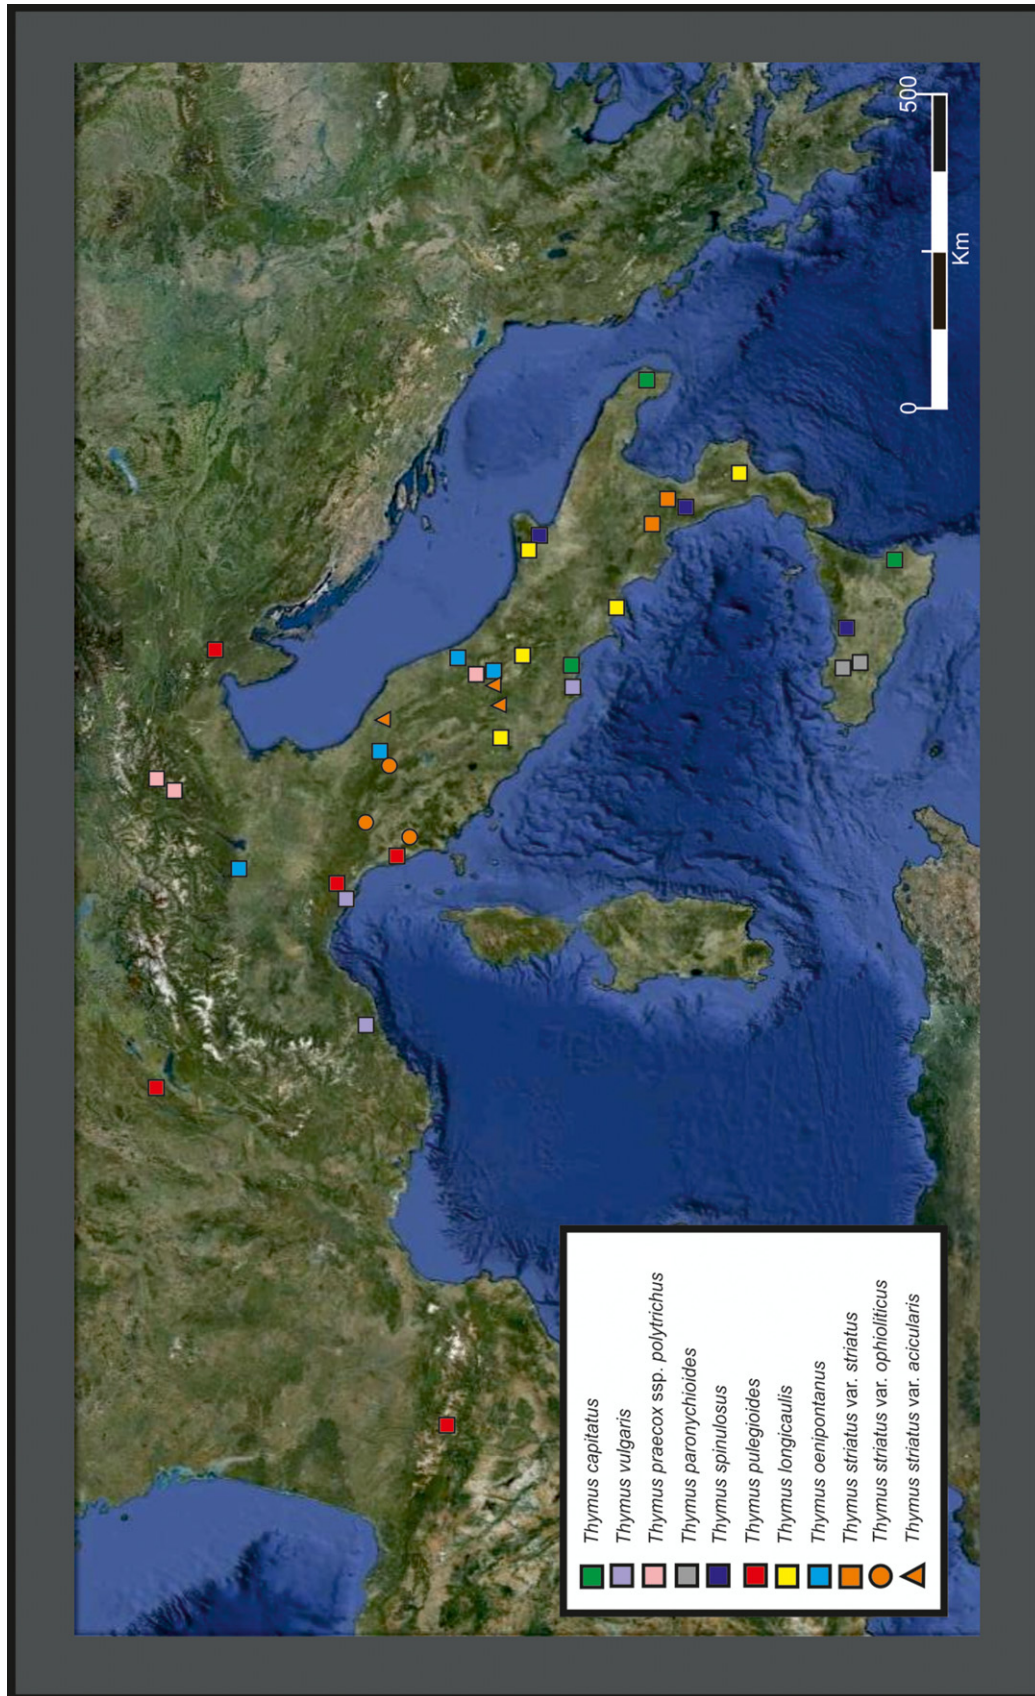 Thymus capitatus
Thymus vulgaris
Thymus praecox ssp. polytrichus
Thymus paronychioides
Thymus spinulosus
Thymus pulegioides
Thymus longicaulis
Thymus oenipontanus
Thymus striatus var. striatus
Thymus striatus var. ophioliticus
Thymus striatus var. acicularis
0
500
Km